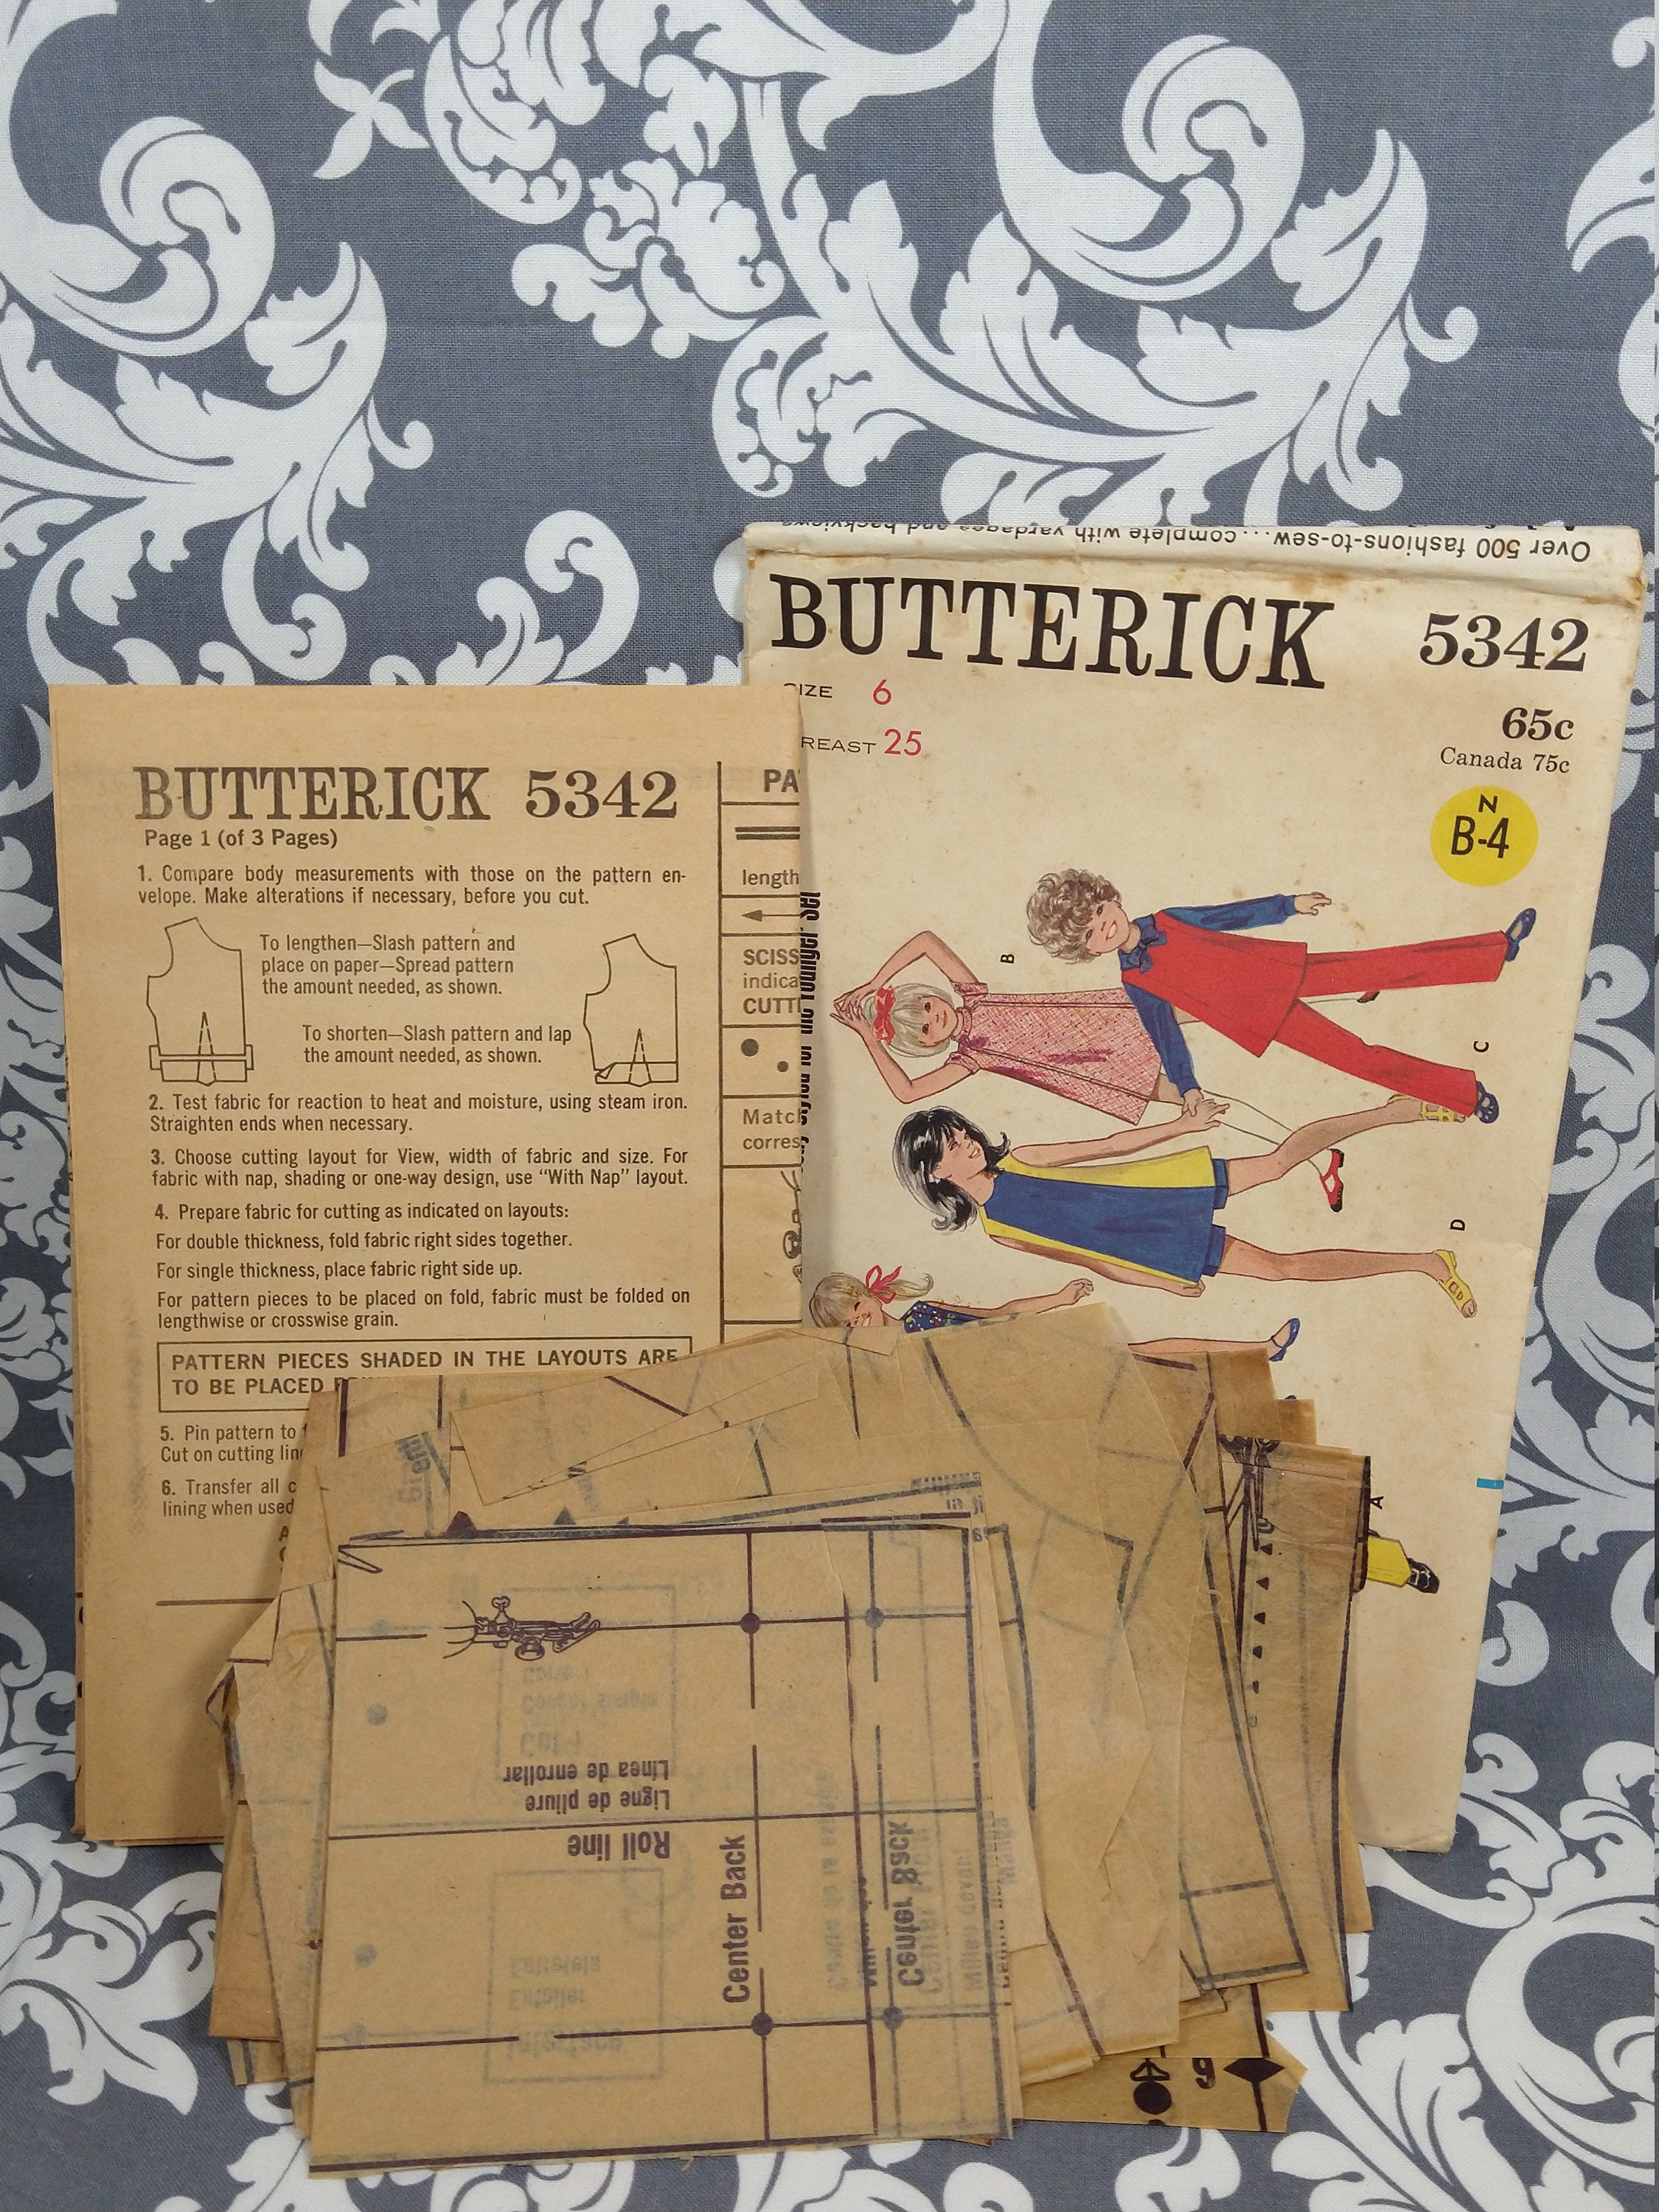 Over 500 fashions-to-sew...complete with yardages and backviews
BUTTERICK 5342
SIZE 6
BREAST 25
65c
Canada 75c
N
B-4
B
C
D
A
BUTTERICK 5342
Page 1 (of 3 Pages)
1. Compare body measurements with those on the pattern en-
velope. Make alterations if necessary, before you cut.
To lengthen—Slash pattern and
place on paper—Spread pattern
the amount needed, as shown.
To shorten—Slash pattern and lap
the amount needed, as shown.
2. Test fabric for reaction to heat and moisture, using steam iron.
Straighten ends when necessary.
3. Choose cutting layout for View, width of fabric and size. For
fabric with nap, shading or one-way design, use “With Nap” layout.
4. Prepare fabric for cutting as indicated on layouts:
For double thickness, fold fabric right sides together.
For single thickness, place fabric right side up.
For pattern pieces to be placed on fold, fabric must be folded on
lengthwise or crosswise grain.
PATTERN PIECES SHADED IN THE LAYOUTS ARE
TO BE PLACED
5. Pin pattern to
Cut on cutting
6. Transfer all
lining when used
PA
length
SCISS
indica
CUTT
Matc
corres
Roll line
Ligne de pliure
Línea de enrollar
Center Back
Center Back
Interface
Entoiler
Entretela
9